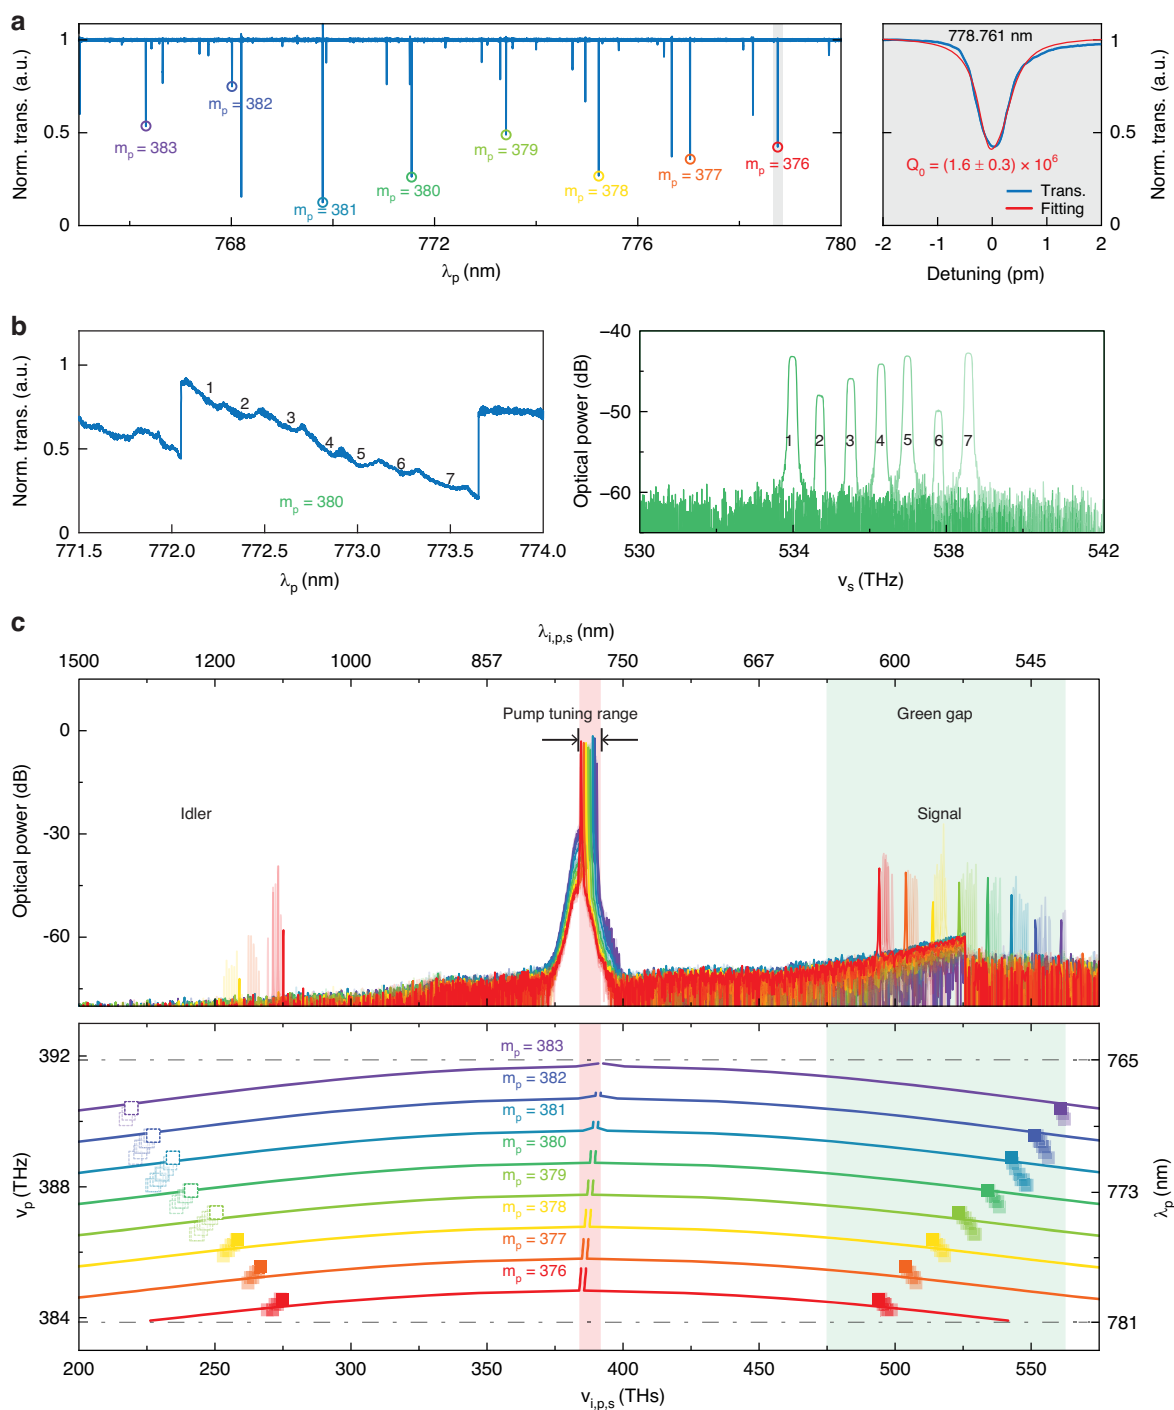 a
Norm. trans. (a.u.)
1
0.5
0
m_p = 383
m_p = 382
m_p = 381
m_p = 380
m_p = 379
m_p = 378
m_p = 377
m_p = 376
768
772
776
780
λ_p (nm)
778.761 nm
Q_0 = (1.6 ± 0.3) × 10^6
Trans.
Fitting
1
0.5
0
Norm. trans. (a.u.)
-2
-1
0
1
2
Detuning (pm)
b
Norm. trans. (a.u.)
1
0.5
0
1
2
3
4
5
6
7
m_p = 380
771.5
772.0
772.5
773.0
773.5
774.0
λ_p (nm)
Optical power (dB)
−40
−50
−60
1
2
3
4
5
6
7
530
534
538
542
ν_s (THz)
c
λ_i,p,s (nm)
1500
1200
1000
857
750
667
600
545
Optical power (dB)
0
-30
-60
Idler
Pump tuning range
Green gap
Signal
ν_p (THz)
392
388
384
m_p = 383
m_p = 382
m_p = 381
m_p = 380
m_p = 379
m_p = 378
m_p = 377
m_p = 376
765
773
781
λ_p (nm)
200
250
300
350
400
450
500
550
ν_i,p,s (THs)